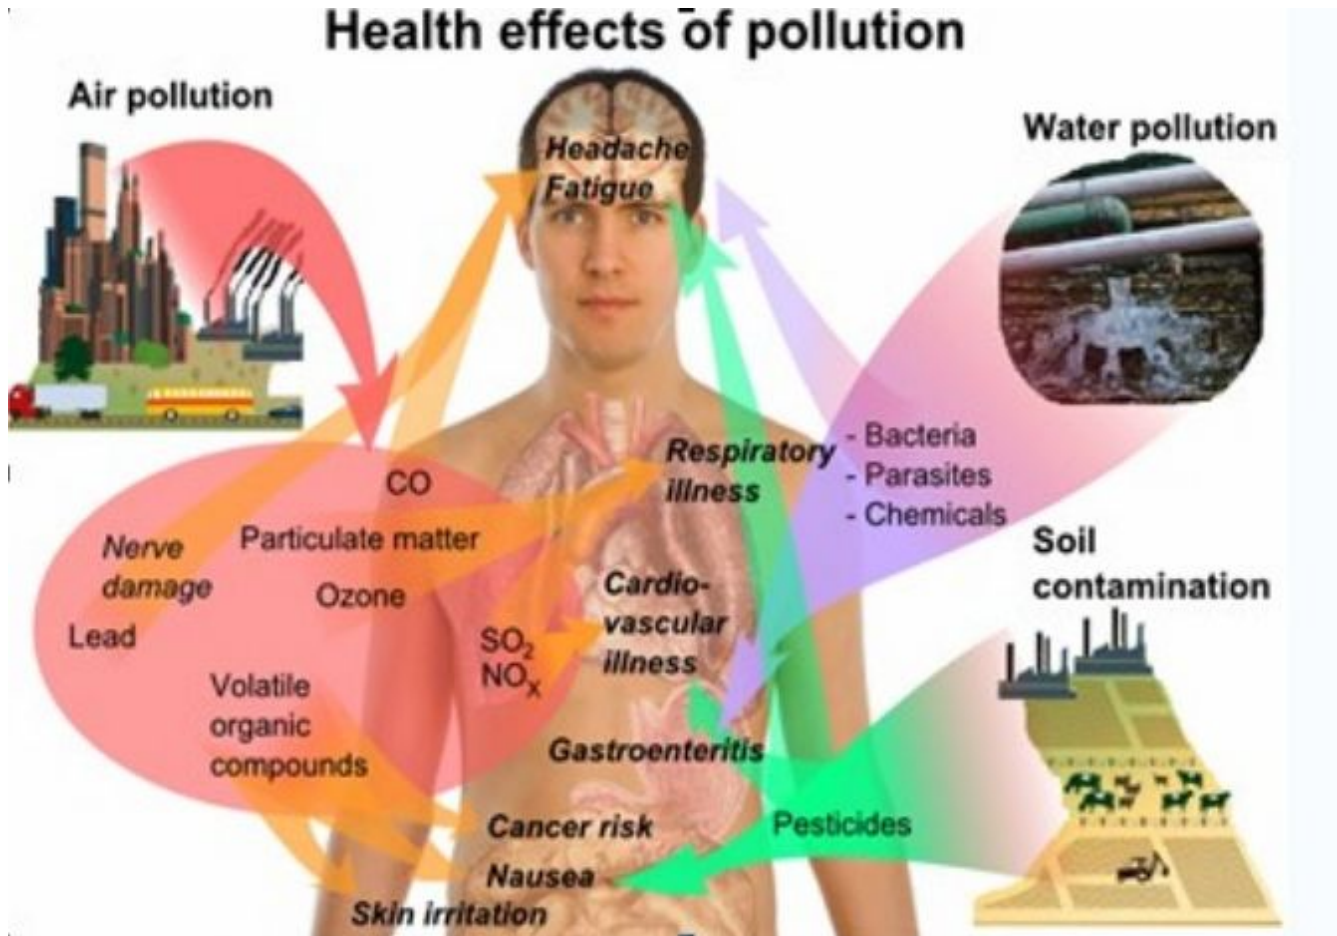 Health effects of pollution
Air pollution
Water pollution
Headache
Fatigue
Respiratory
illness
- Bacteria
- Parasites
- Chemicals
CO
Particulate matter
Nerve
damage
Ozone
Lead
SO₂
NOₓ
Cardio-
vascular
illness
Soil
contamination
Volatile
organic
compounds
Gastroenteritis
Pesticides
Cancer risk
Nausea
Skin irritation